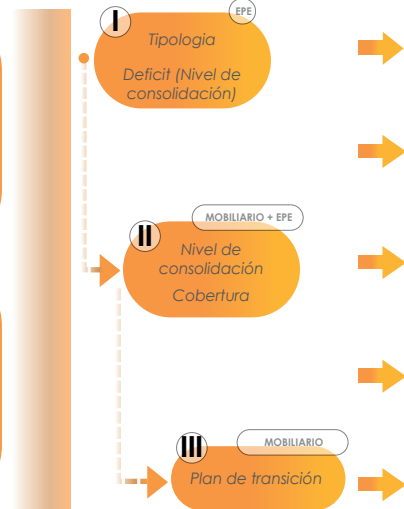 I
EPE
Tipologia
Deficit (Nivel de
consolidación)
II
MOBILIARIO + EPE
Nivel de
consolidación
Cobertura
III
MOBILIARIO
Plan de transición